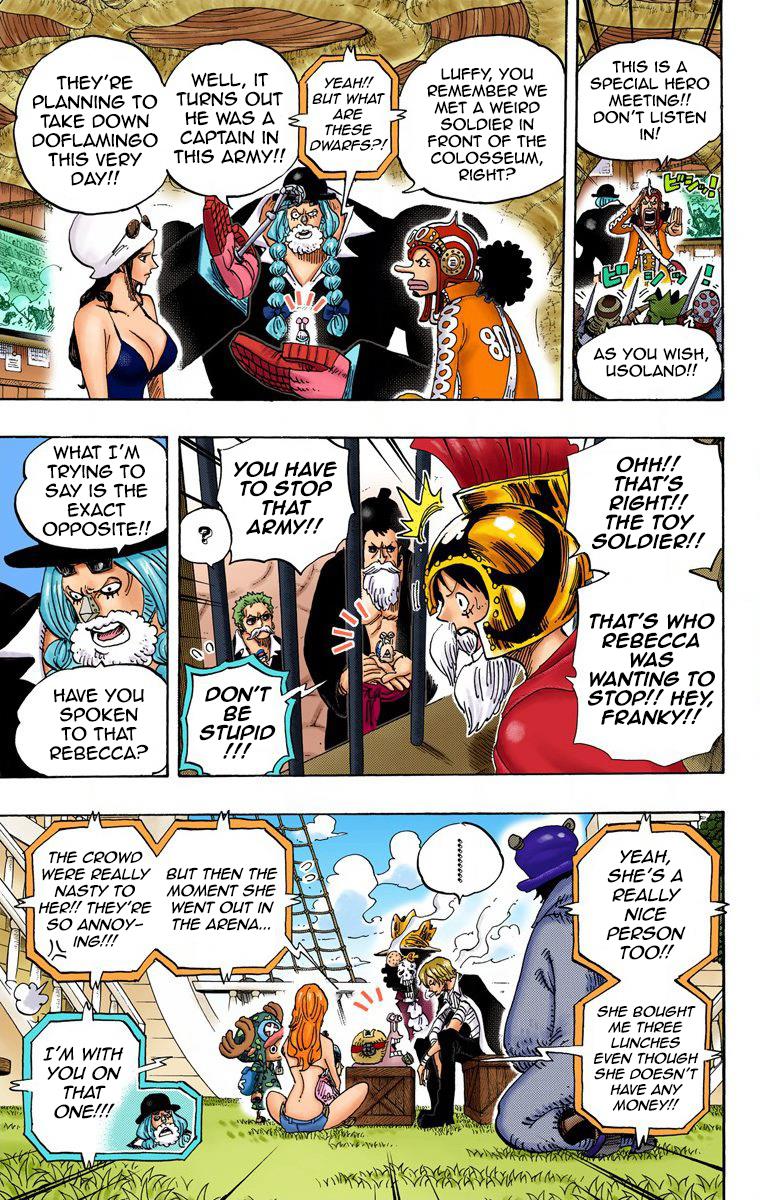 THIS IS A
SPECIAL HERO
MEETING!!
DON'T LISTEN
IN!
ビシッ!
ビシッ!
AS YOU WISH,
USOLAND!!
LUFFY, YOU
REMEMBER WE
MET A WEIRD
SOLDIER IN
FRONT OF THE
COLOSSEUM,
RIGHT?
YEAH!!
BUT WHAT
ARE
THESE
DWARFS?!
WELL, IT
TURNS OUT
HE WAS A
CAPTAIN IN
THIS ARMY!!
THEY'RE
PLANNING TO
TAKE DOWN
DOFLAMINGO
THIS VERY
DAY!!
OHH!!
THAT'S
RIGHT!!
THE TOY
SOLDIER!!
THAT'S WHO
REBECCA
WAS
WANTING TO
STOP!! HEY,
FRANKY!!
YOU HAVE
TO STOP
THAT
ARMY!!
?
DON'T
BE
STUPID
!!!
WHAT I'M
TRYING TO
SAY IS THE
EXACT
OPPOSITE!!
HAVE YOU
SPOKEN
TO THAT
REBECCA?
YEAH,
SHE'S A
REALLY
NICE
PERSON
TOO!!
SHE BOUGHT
ME THREE
LUNCHES
EVEN THOUGH
SHE DOESN'T
HAVE ANY
MONEY!!
BUT THEN THE
MOMENT SHE
WENT OUT IN
THE ARENA...
THE CROWD
WERE REALLY
NASTY TO
HER!! THEY'RE
SO ANNOY-
ING!!!
I'M WITH
YOU ON
THAT
ONE!!!